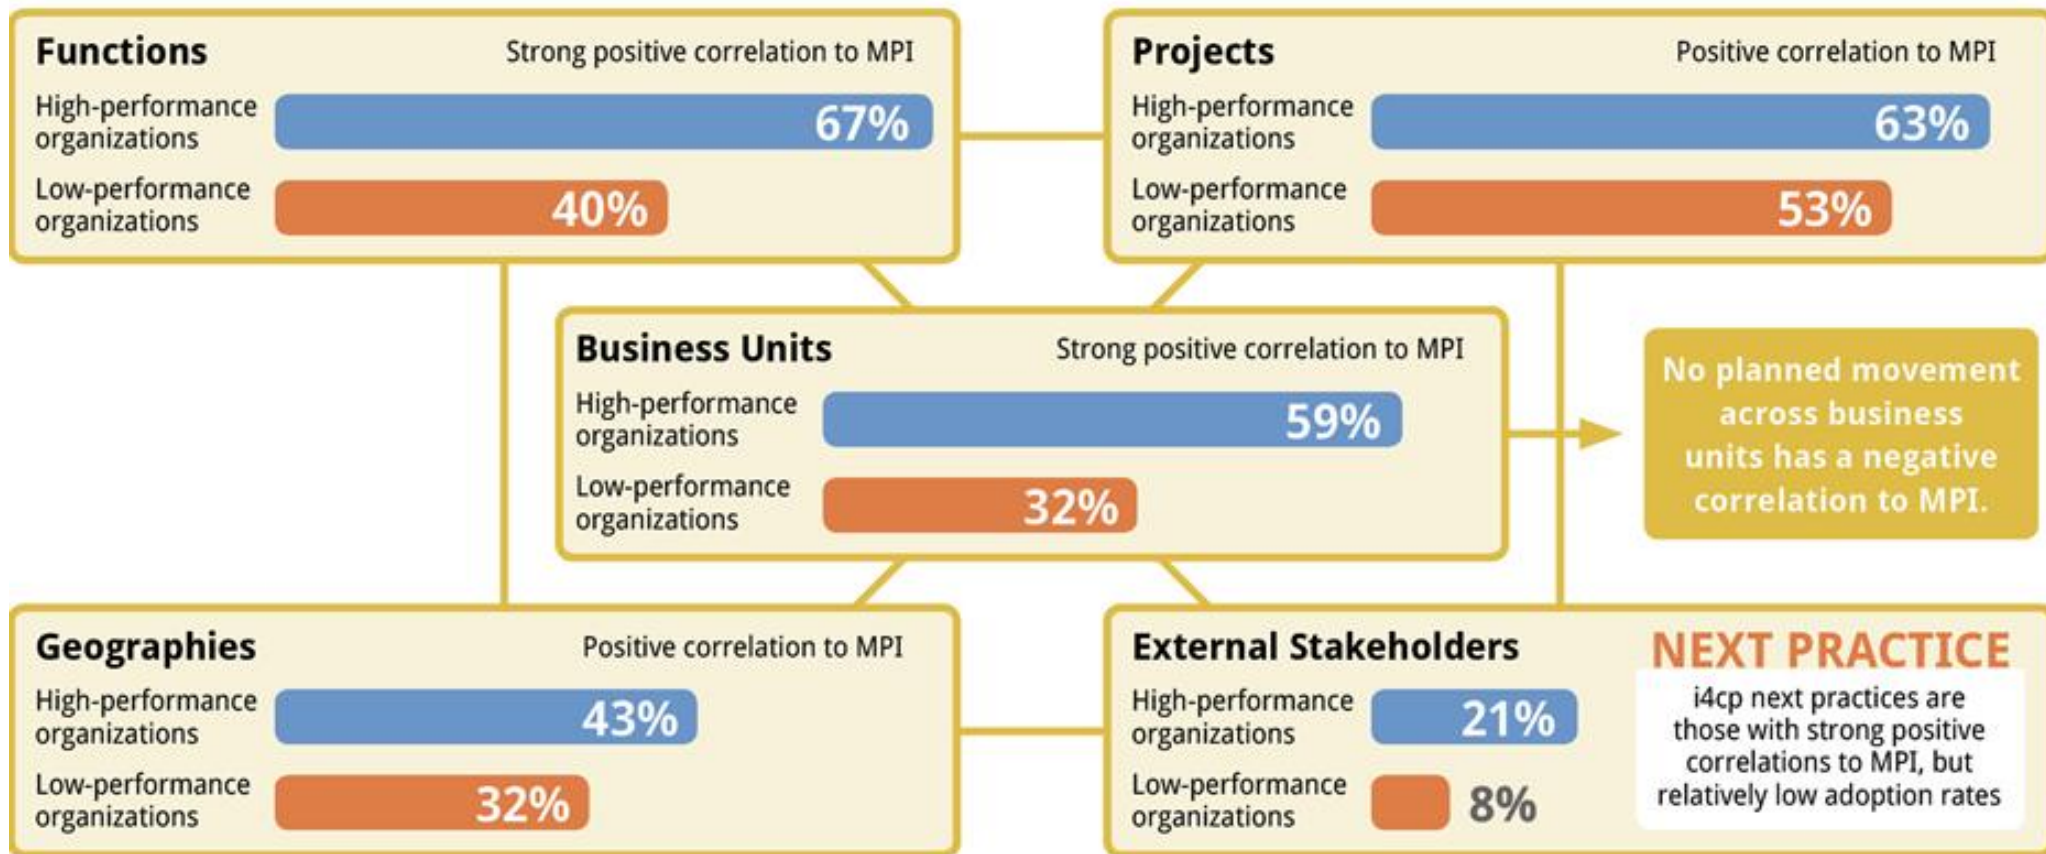 Functions
Strong positive correlation to MPI
High-performance
organizations
67%
Low-performance
organizations
40%
Projects
Positive correlation to MPI
High-performance
organizations
63%
Low-performance
organizations
53%
Business Units
Strong positive correlation to MPI
High-performance
organizations
59%
Low-performance
organizations
32%
No planned movement
across business
units has a negative
correlation to MPI.
Geographies
Positive correlation to MPI
High-performance
organizations
43%
Low-performance
organizations
32%
External Stakeholders
High-performance
organizations
21%
Low-performance
organizations
8%
NEXT PRACTICE
i4cp next practices are
those with strong positive
correlations to MPI, but
relatively low adoption rates